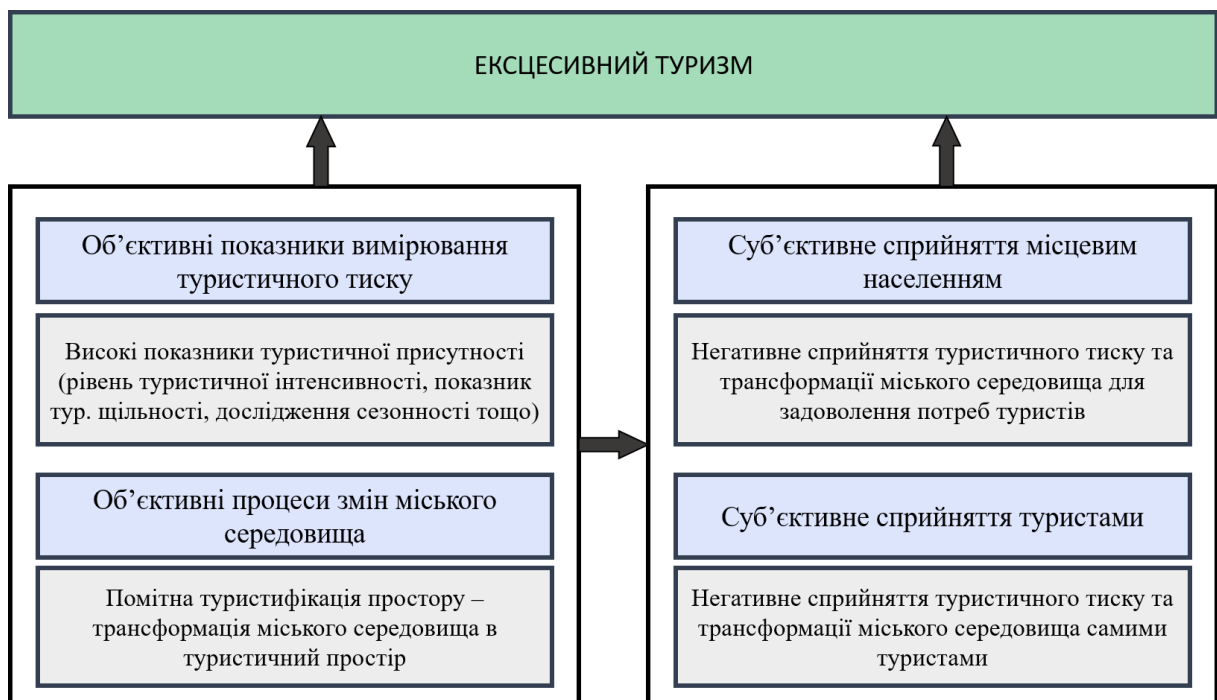 ЕКСЦЕСИВНИЙ ТУРИЗМ
Об’єктивні показники вимірювання
туристичного тиску
Високі показники туристичної присутності
(рівень туристичної інтенсивності, показник
тур. щільності, дослідження сезонності тощо)
Об’єктивні процеси змін міського
середовища
Помітна туристифікація простору –
трансформація міського середовища в
туристичний простір
Суб’єктивне сприйняття місцевим
населенням
Негативне сприйняття туристичного тиску та
трансформації міського середовища для
задоволення потреб туристів
Суб’єктивне сприйняття туристами
Негативне сприйняття туристичного тиску та
трансформації міського середовища самими
туристами